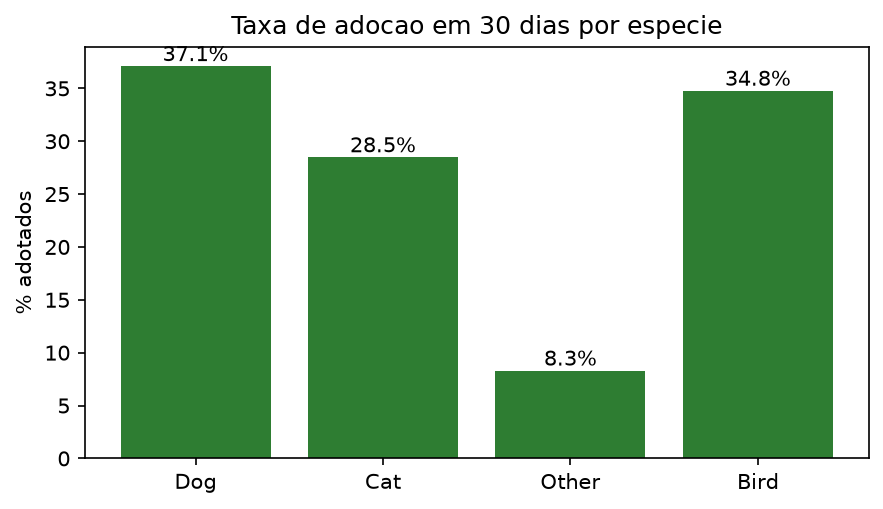 Taxa de adocao em 30 dias por especie
37.1%
28.5%
8.3%
34.8%
% adotados
35
30
25
20
15
10
5
0
Dog
Cat
Other
Bird